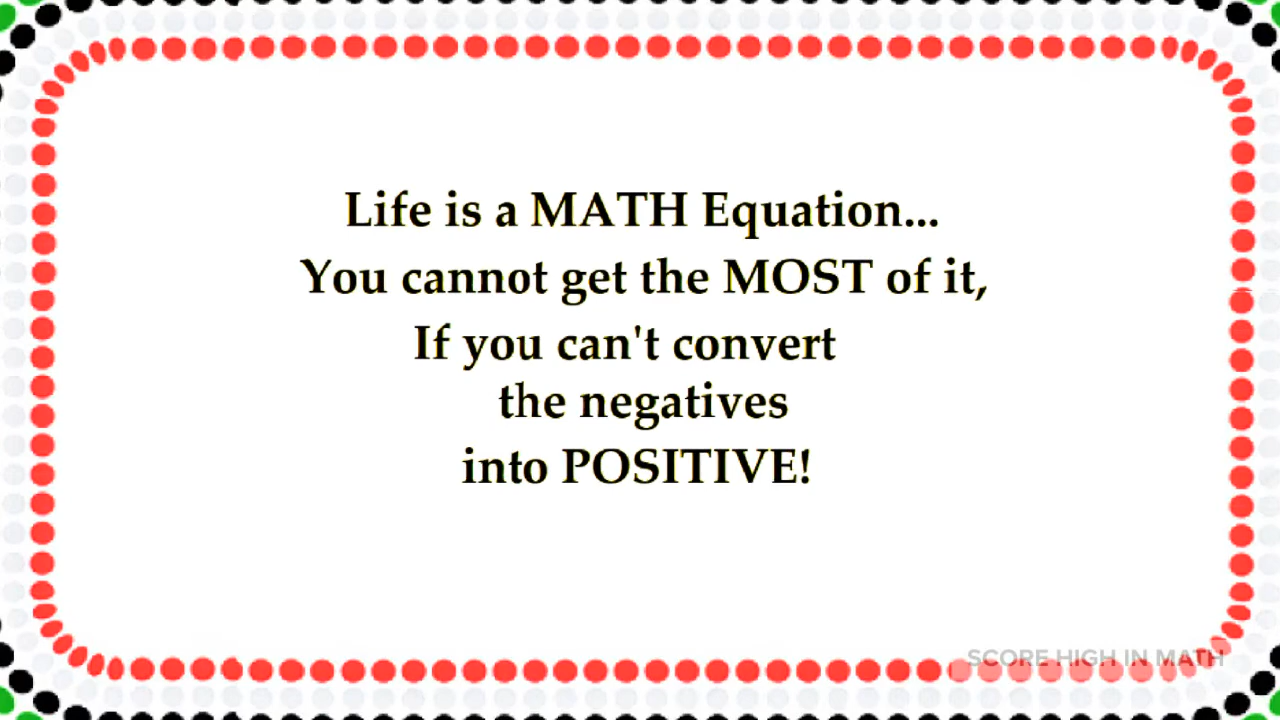 Life is a MATH Equation...
You cannot get the MOST of it,
If you can't convert
the negatives
into POSITIVE!
SCORE HIGH IN MATH